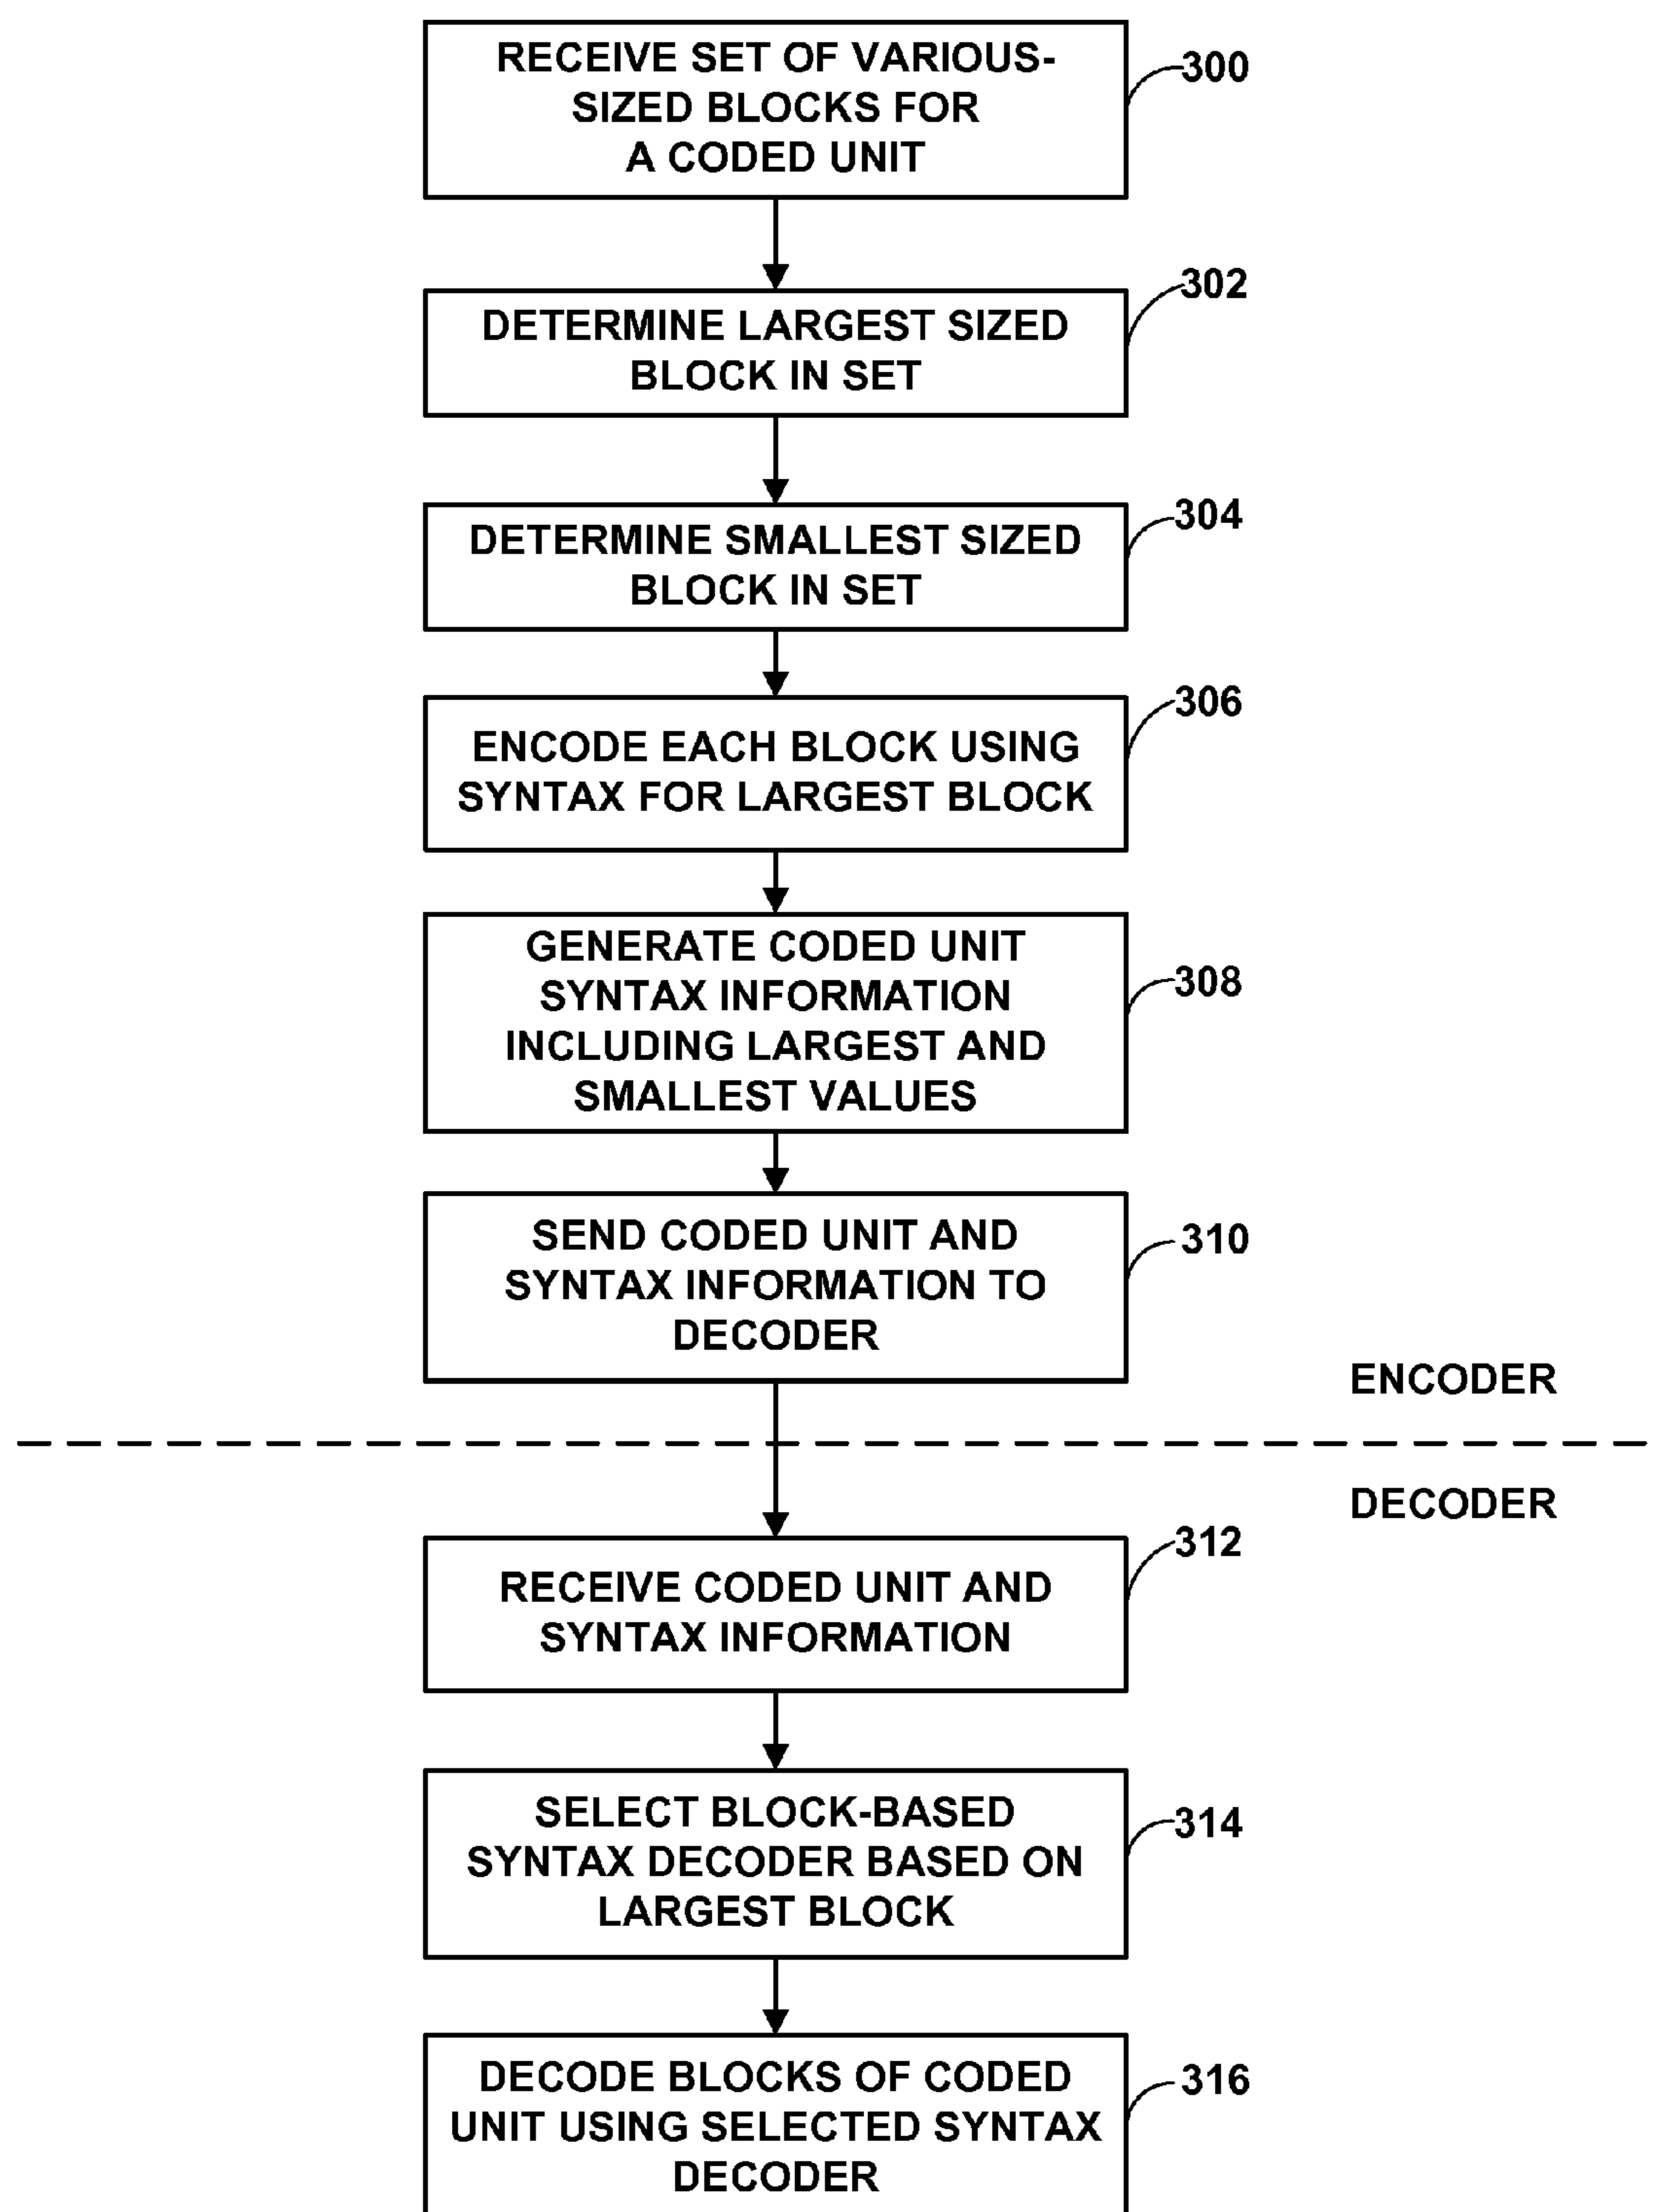 RECEIVE SET OF VARIOUS-
SIZED BLOCKS FOR
A CODED UNIT
300
DETERMINE LARGEST SIZED
BLOCK IN SET
302
DETERMINE SMALLEST SIZED
BLOCK IN SET
304
ENCODE EACH BLOCK USING
SYNTAX FOR LARGEST BLOCK
306
GENERATE CODED UNIT
SYNTAX INFORMATION
INCLUDING LARGEST AND
SMALLEST VALUES
308
SEND CODED UNIT AND
SYNTAX INFORMATION TO
DECODER
310
ENCODER
DECODER
RECEIVE CODED UNIT AND
SYNTAX INFORMATION
312
SELECT BLOCK-BASED
SYNTAX DECODER BASED ON
LARGEST BLOCK
314
DECODE BLOCKS OF CODED
UNIT USING SELECTED SYNTAX
DECODER
316